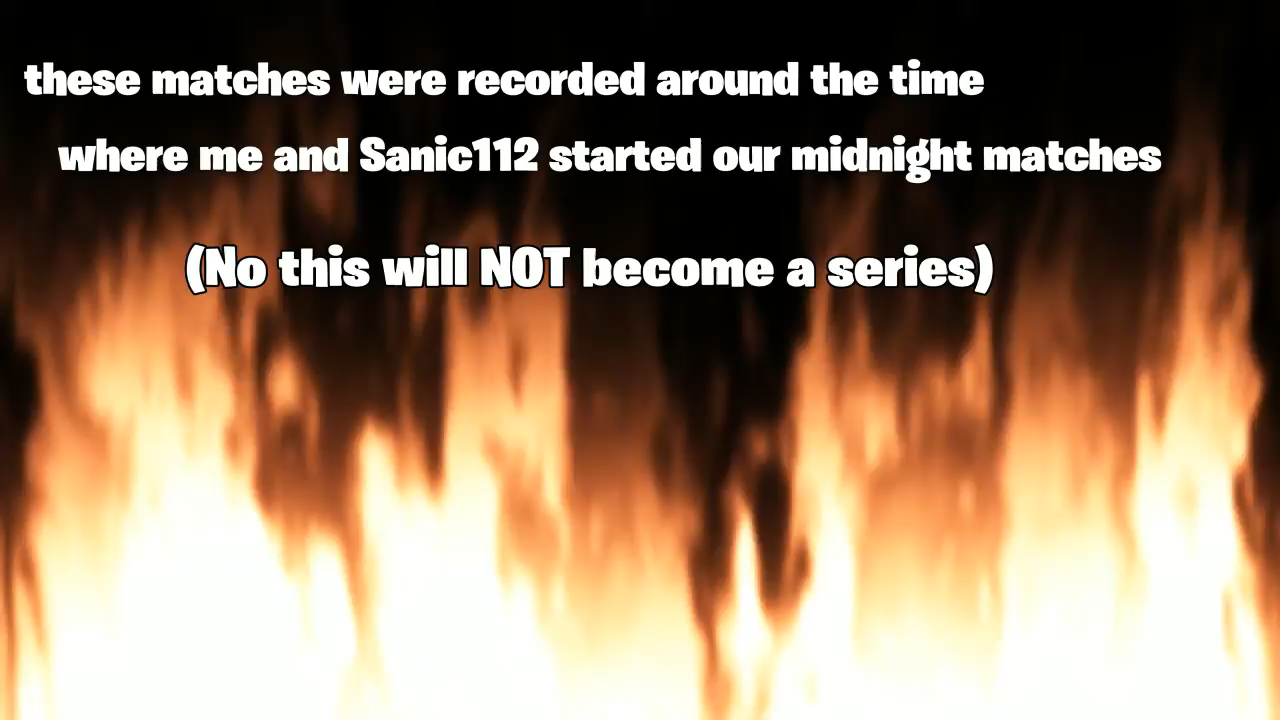 these matches were recorded around the time
where me and Sanic112 started our midnight matches
(No this will NOT become a series)